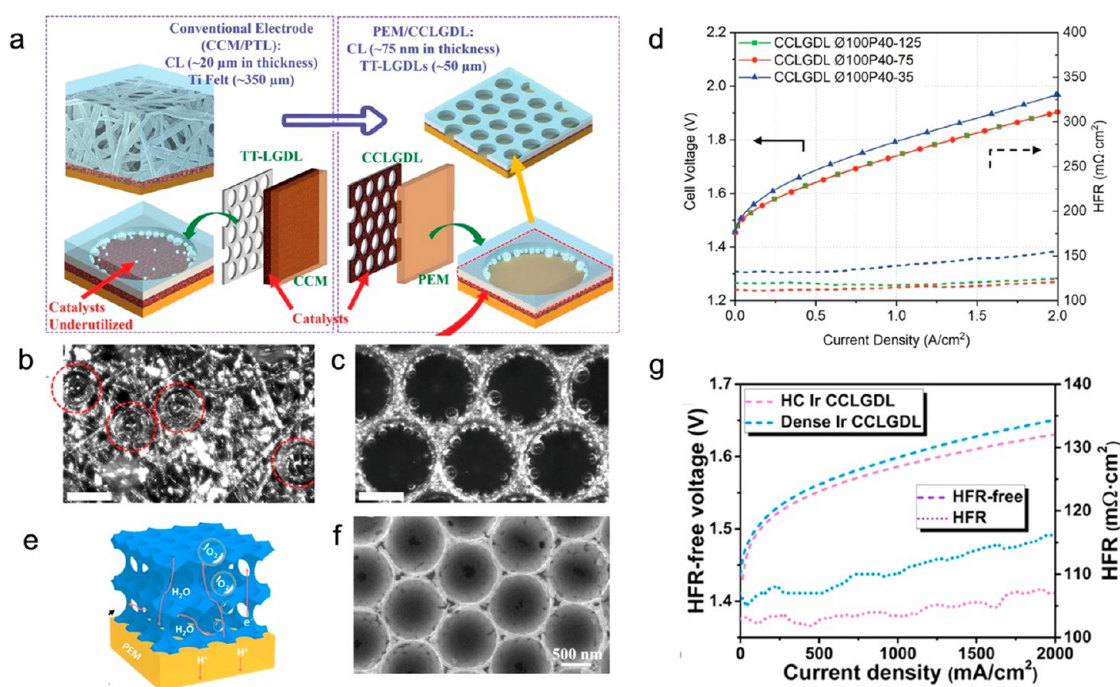 a
Conventional Electrode
(CCM/PTL):
CL (~20 µm in thickness)
Ti Felt (~350 µm)
PEM/CCLGDL:
CL (~75 nm in thickness)
TT-LGDLs (~50 µm)
TT-LGDL
CCLGDL
CCM
PEM
Catalysts
Underutilized
Catalysts
d
CCLGDL Ø100P40-125
CCLGDL Ø100P40-75
CCLGDL Ø100P40-35
Cell Voltage (V)
2.2
2.0
1.8
1.6
1.4
1.2
HFR (mΩ·cm²)
400
350
300
250
200
150
100
0.0 0.5 1.0 1.5 2.0
Current Density (A/cm²)
b
c
e
O₂
O₂
H₂O
H₂O
e⁻
PEM
H⁺ H⁺
f
500 nm
g
HC Ir CCLGDL
Dense Ir CCLGDL
HFR-free
HFR
HFR-free voltage (V)
1.7
1.6
1.5
1.4
HFR (mΩ·cm²)
140
130
120
110
100
0 500 1000 1500 2000
Current density (mA/cm²)